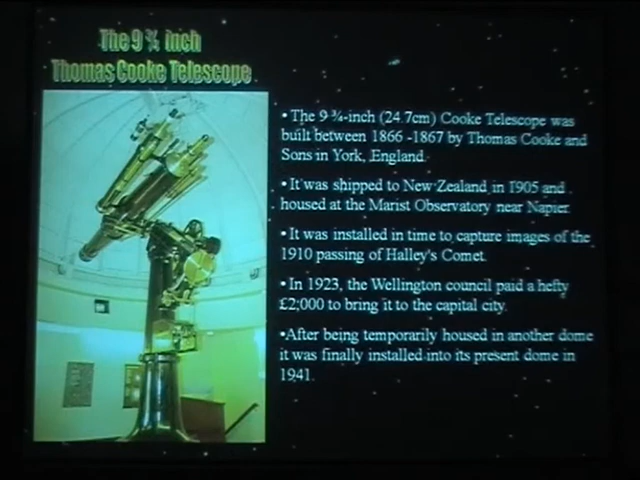 The 9 ¾ inch
Thomas Cooke Telescope
• The 9 ¾-inch (24.7cm) Cooke Telescope was
built between 1866 -1867 by Thomas Cooke and
Sons in York, England.
• It was shipped to New Zealand in 1905 and
housed at the Marist Observatory near Napier.
• It was installed in time to capture images of the
1910 passing of Halley's Comet.
• In 1923, the Wellington council paid a hefty
£2,000 to bring it to the capital city.
•After being temporarily housed in another dome
it was finally installed into its present dome in
1941.